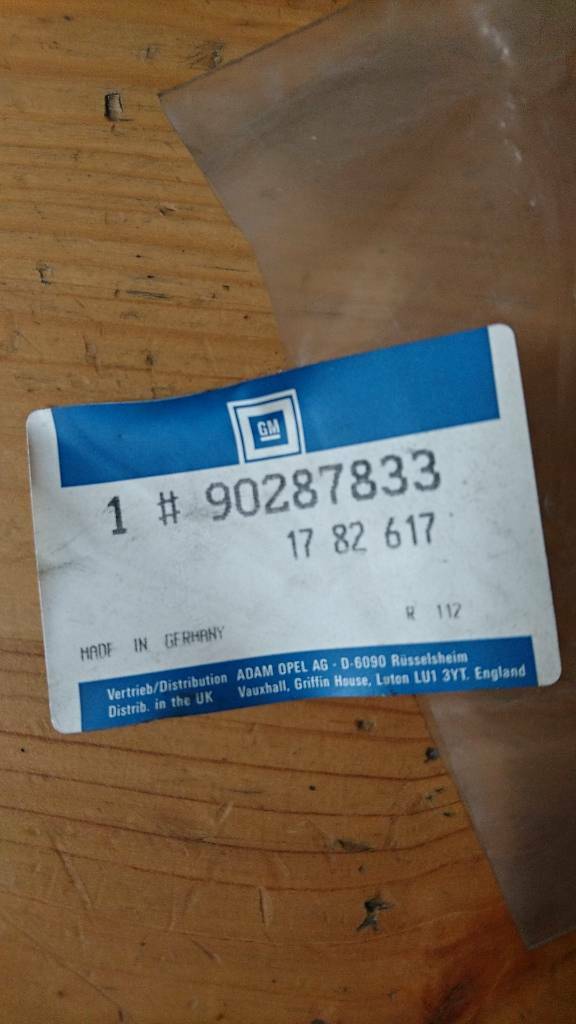 GM
1 # 90287833
17 82 617
R 112
MADE IN GERMANY
Vertrieb/Distribution ADAM OPEL AG - D-6090 Rüsselsheim
Distrib. in the UK Vauxhall, Griffin House, Luton LU1 3YT. England